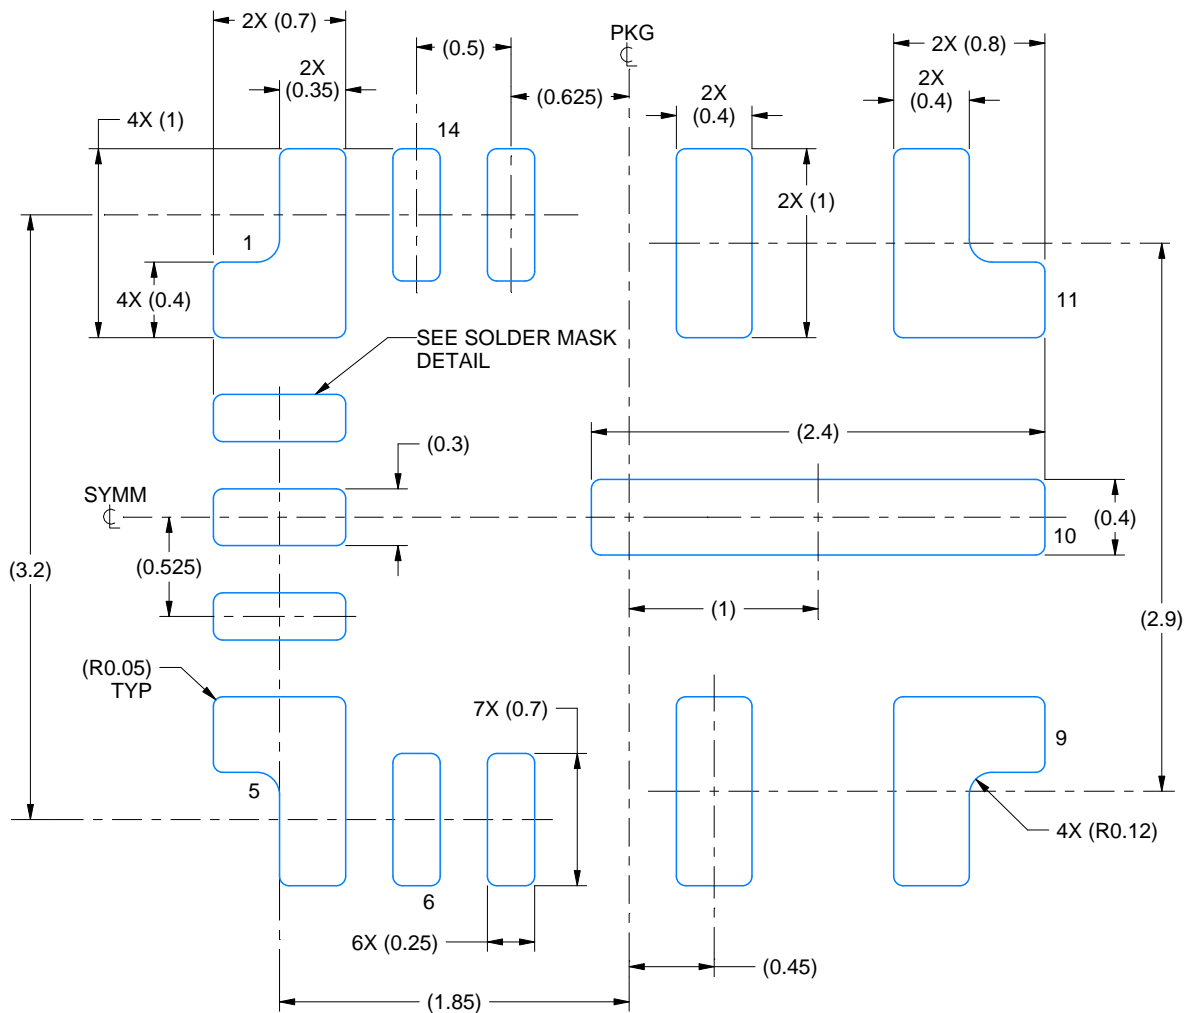 2X (0.7)
(0.5)
PKG
℄
2X (0.8)
2X
(0.35)
(0.625)
2X
(0.4)
2X
(0.4)
4X (1)
14
2X (1)
1
4X (0.4)
11
SEE SOLDER MASK
DETAIL
(2.4)
(0.3)
SYMM
℄
(0.4)
10
(0.525)
(3.2)
(1)
(2.9)
(R0.05)
TYP
7X (0.7)
9
5
4X (R0.12)
6
6X (0.25)
(0.45)
(1.85)